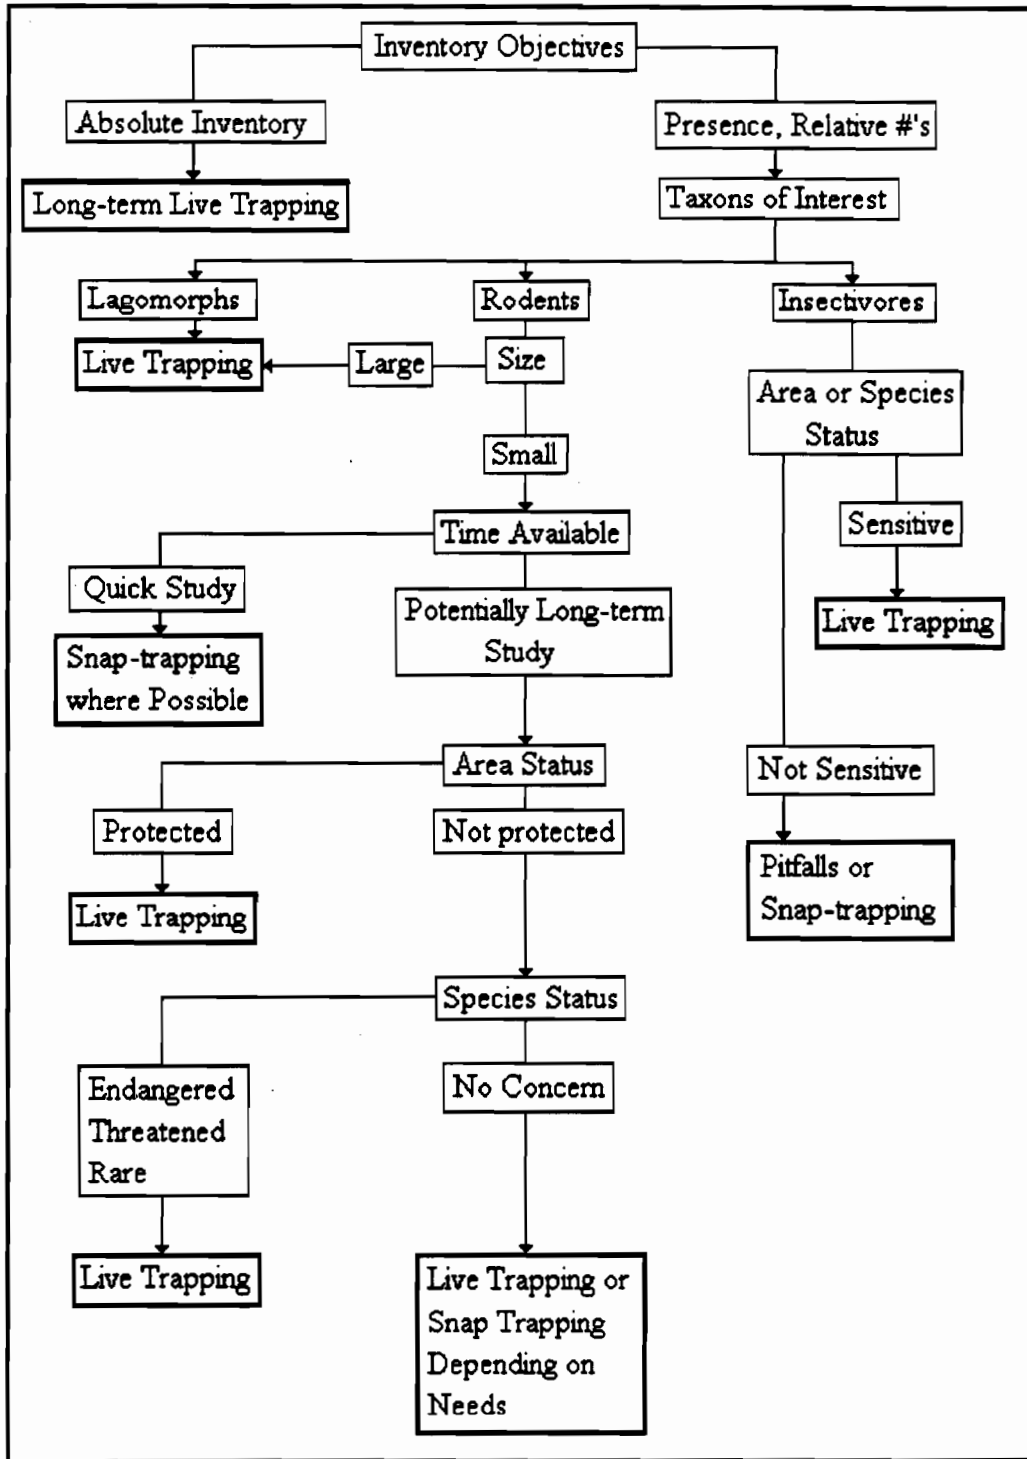 Inventory Objectives
Absolute Inventory
Presence, Relative #'s
Long-term Live Trapping
Taxons of Interest
Lagomorphs
Rodents
Insectivores
Live Trapping
Large
Size
Area or Species
Status
Small
Sensitive
Time Available
Quick Study
Potentially Long-term
Study
Live Trapping
Snap-trapping
where Possible
Area Status
Not Sensitive
Protected
Not protected
Pitfalls or
Snap-trapping
Live Trapping
Species Status
Endangered
Threatened
Rare
No Concern
Live Trapping
Live Trapping or
Snap Trapping
Depending on
Needs